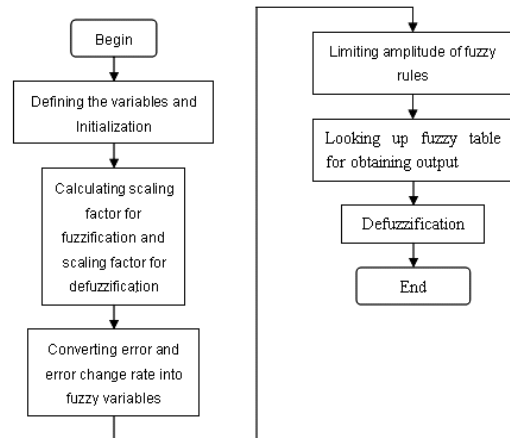 Begin
Defining the variables and
Initialization
Calculating scaling
factor for
fuzzification and
scaling factor for
defuzzification
Converting error and
error change rate into
fuzzy variables
Limiting amplitude of fuzzy
rules
Looking up fuzzy table
for obtaining output
Defuzzification
End